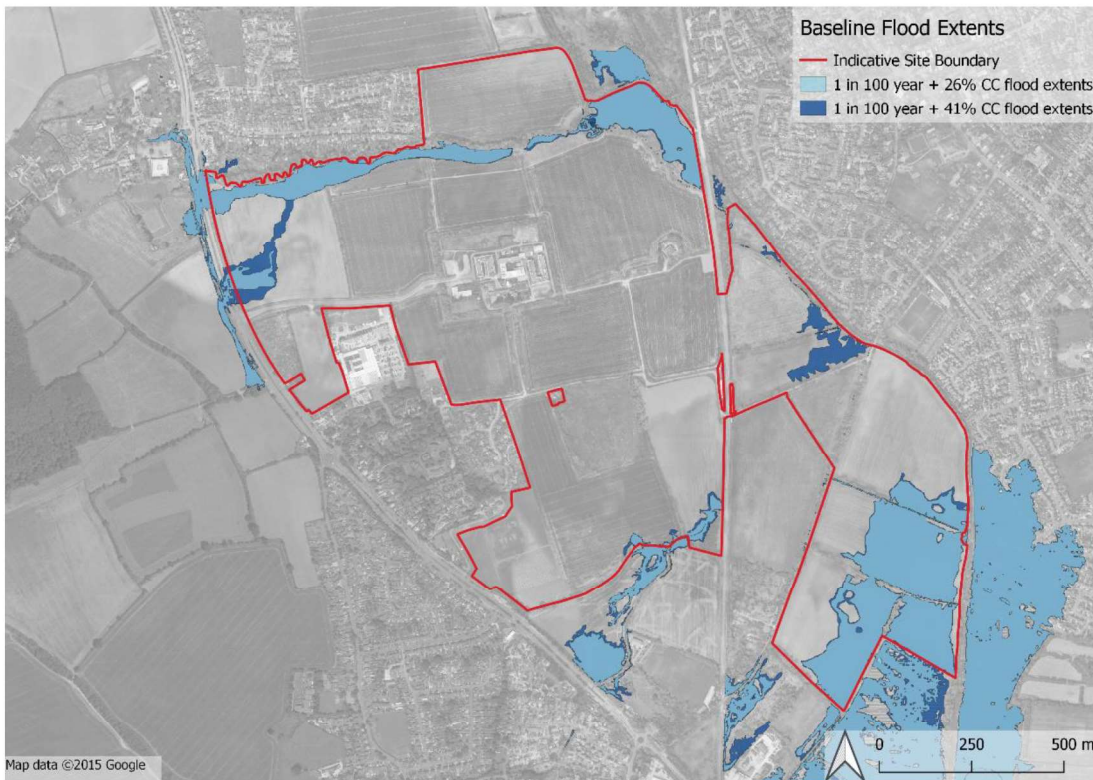 Baseline Flood Extents
Indicative Site Boundary
1 in 100 year + 26% CC flood extents
1 in 100 year + 41% CC flood extents
Map data ©2015 Google
0 250 500 m